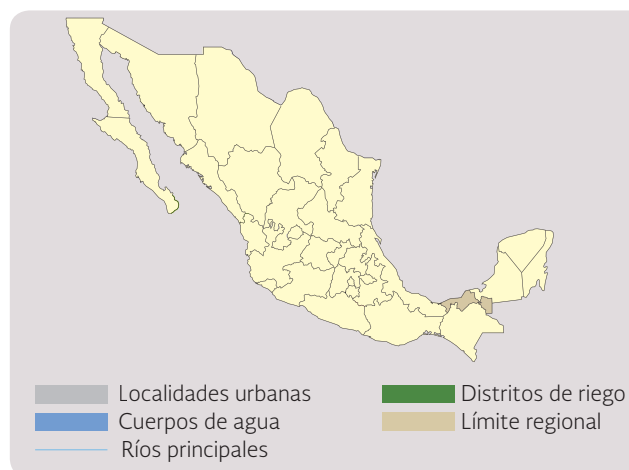 Localidades urbanas
Cuerpos de agua
Ríos principales
Distritos de riego
Límite regional